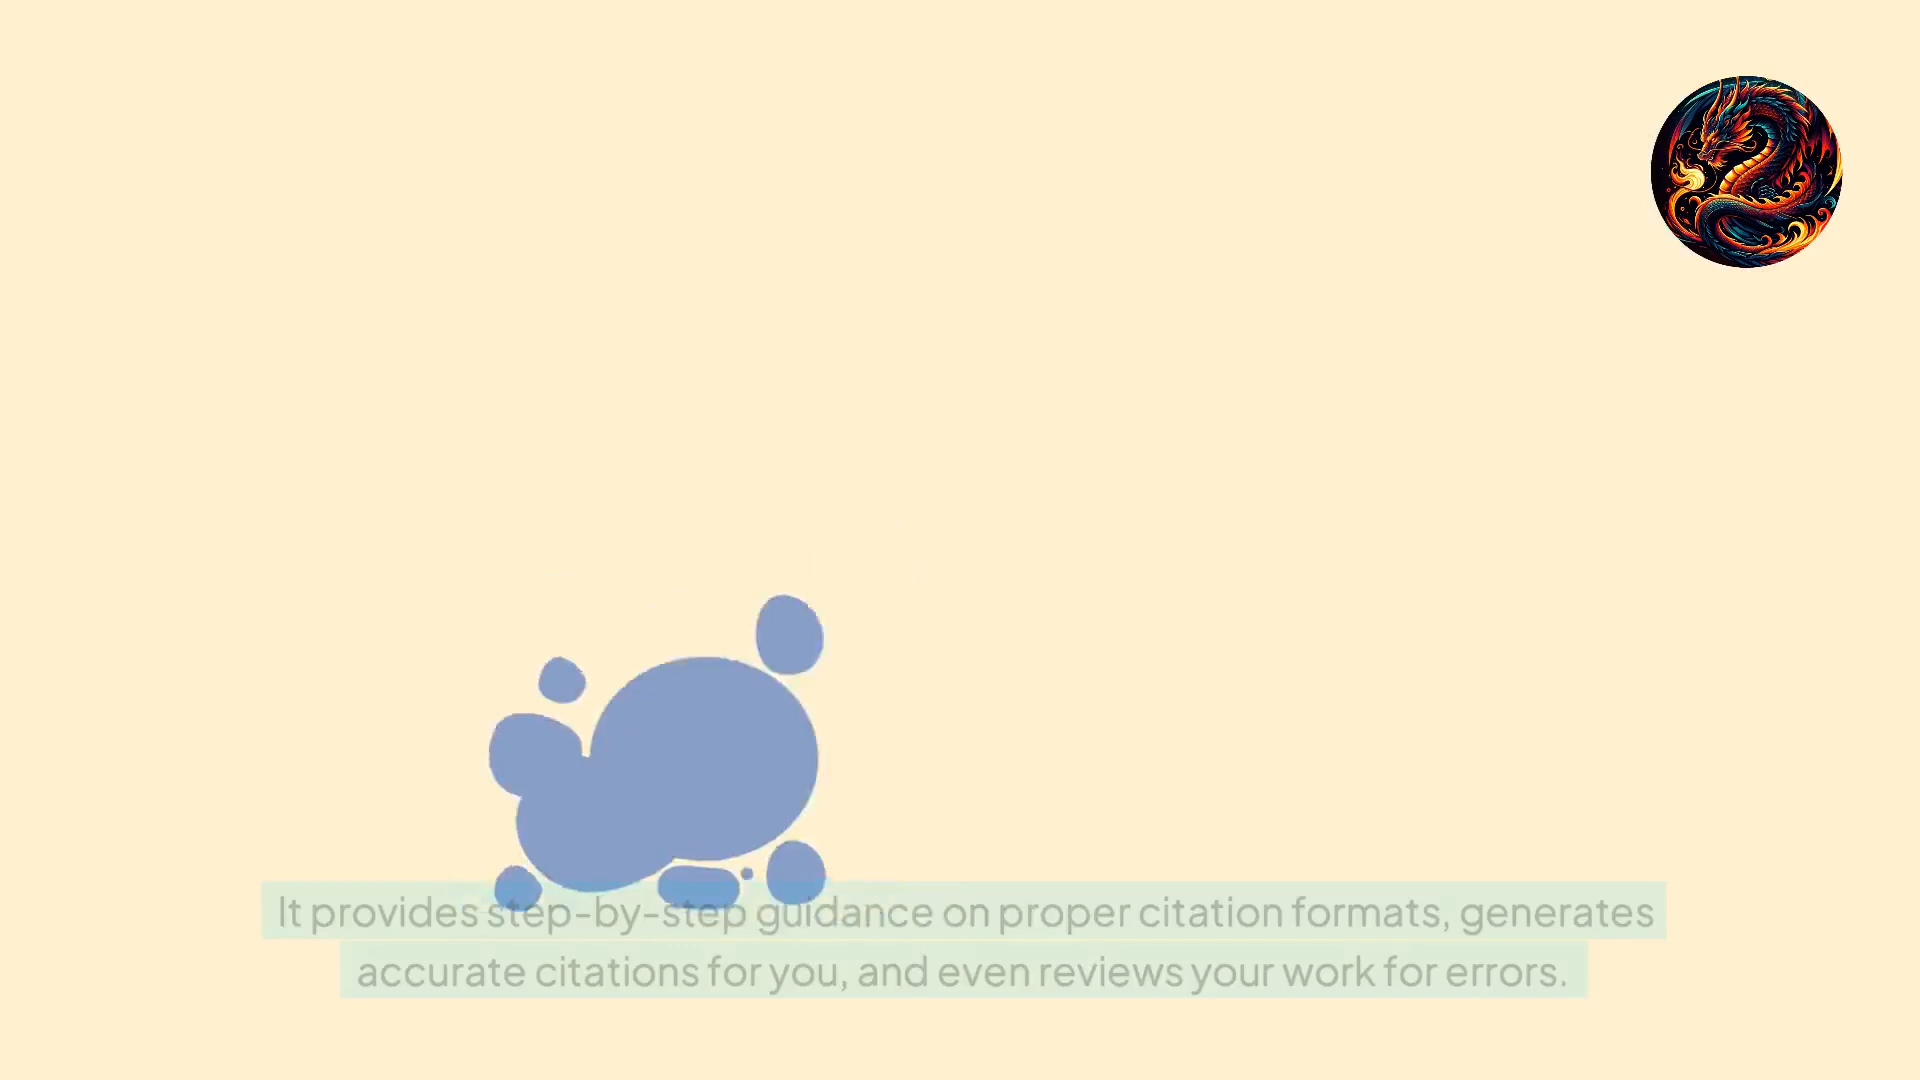 It provides step-by-step guidance on proper citation formats, generates
accurate citations for you, and even reviews your work for errors.